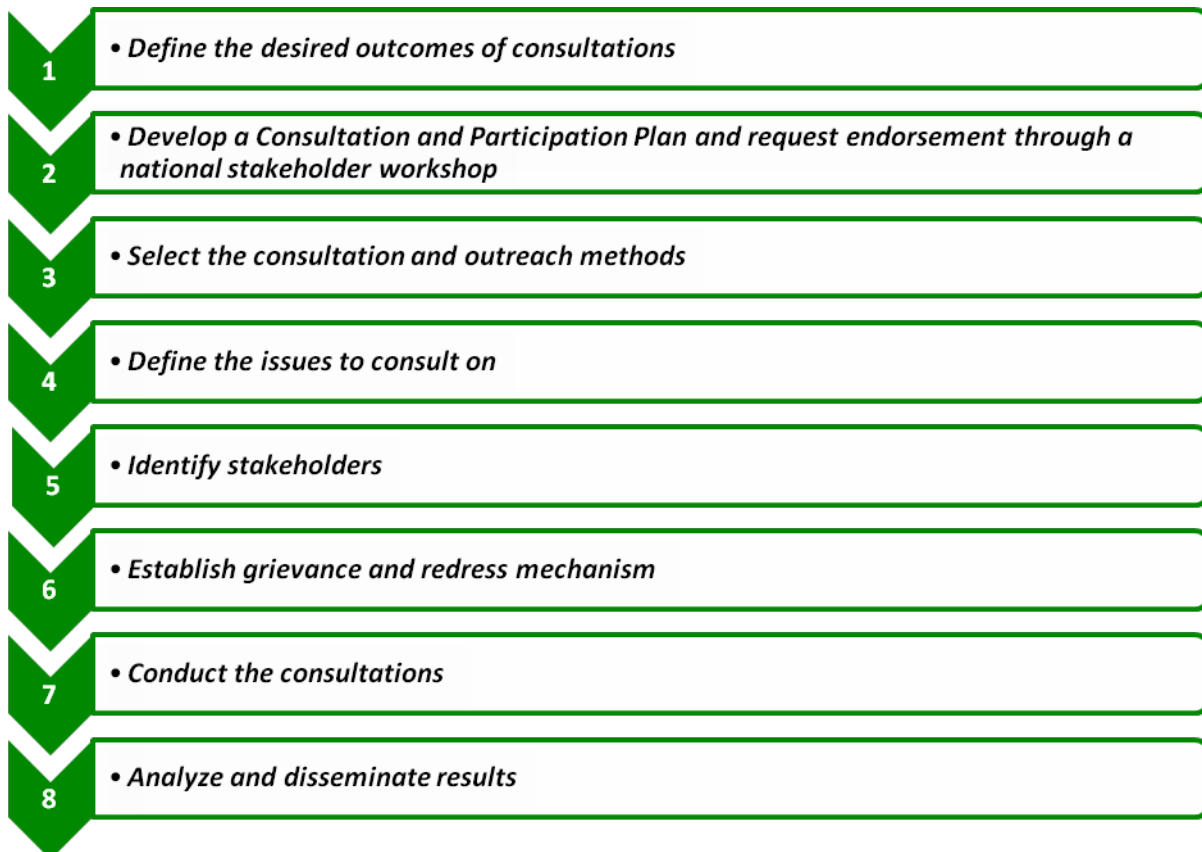 1
• Define the desired outcomes of consultations
2
• Develop a Consultation and Participation Plan and request endorsement through a
national stakeholder workshop
3
• Select the consultation and outreach methods
4
• Define the issues to consult on
5
• Identify stakeholders
6
• Establish grievance and redress mechanism
7
• Conduct the consultations
8
• Analyze and disseminate results